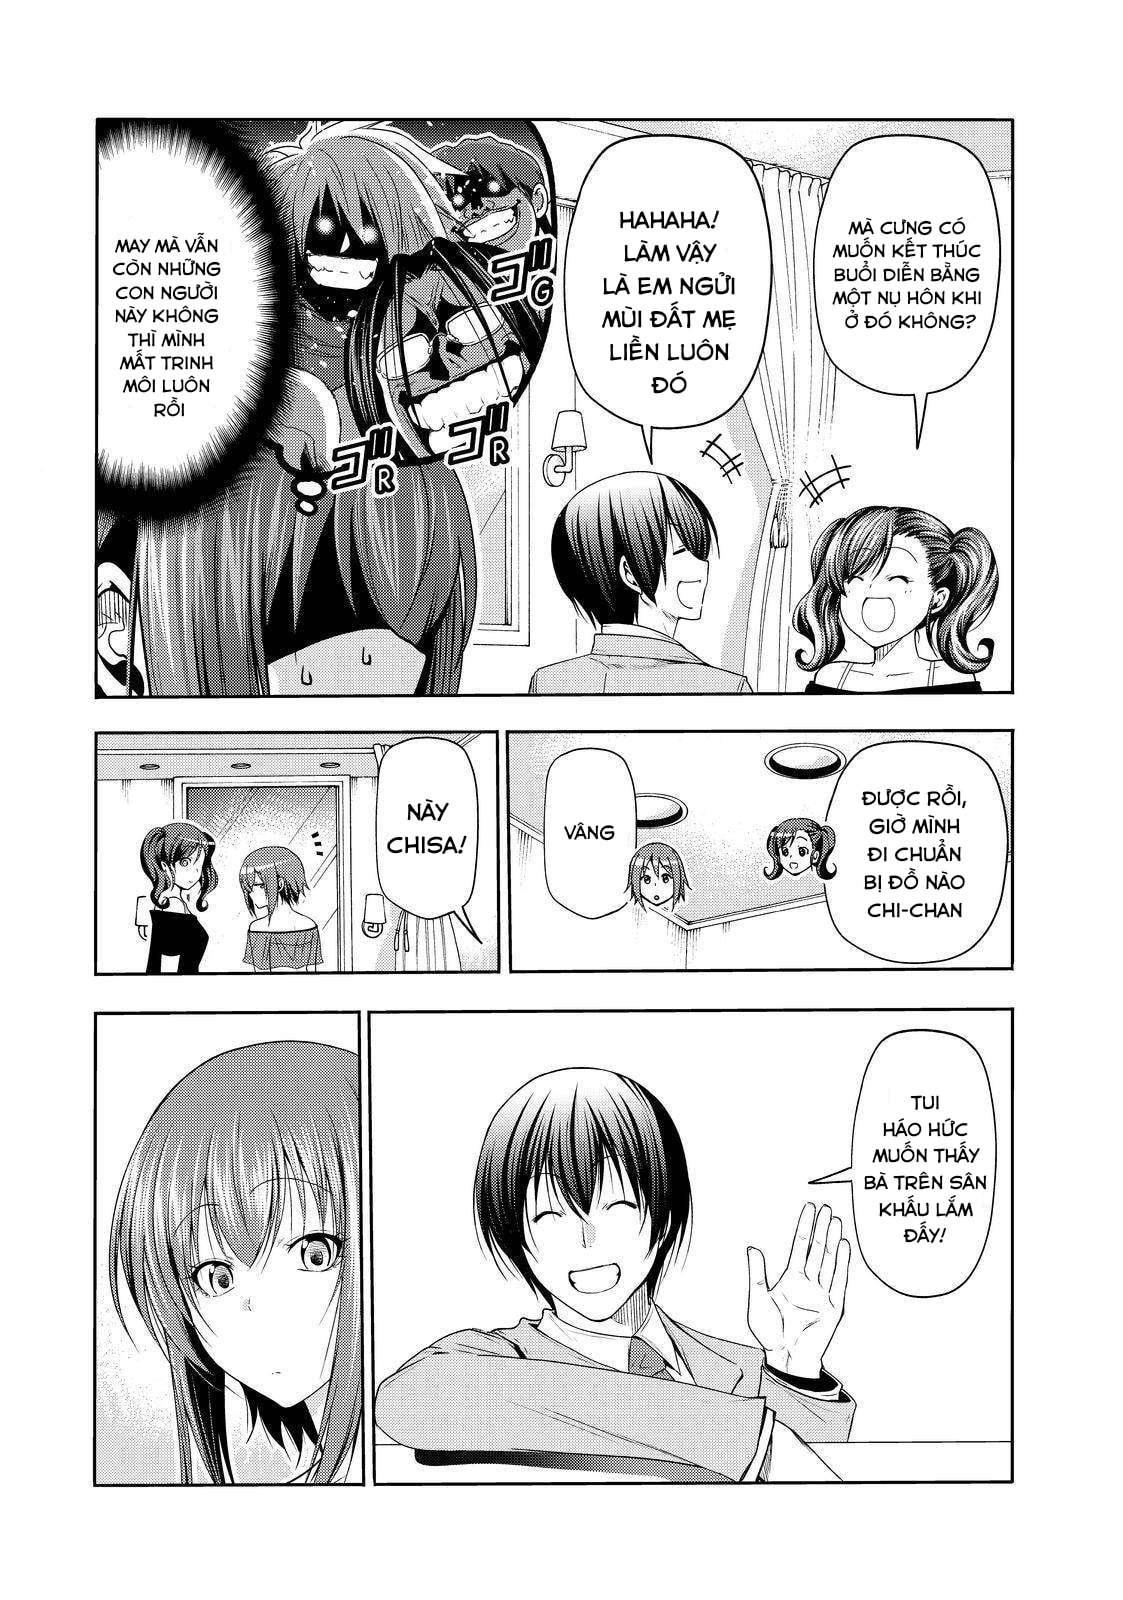 MÀ CƯNG CÓ
MUỐN KẾT THÚC
BUỔI DIỄN BẰNG
MỘT NỤ HÔN KHI
Ở ĐÓ KHÔNG?
HAHAHA!
LÀM VẬY
LÀ EM NGỬI
MÙI ĐẤT MẸ
LIỀN LUÔN
ĐÓ
ゴ"
G
ゴ"
R
ゴ"
R
MAY MÀ VẪN
CÒN NHỮNG
CON NGƯỜI
NÀY KHÔNG
THÌ MÌNH
MẤT TRINH
MÔI LUÔN
RỒI
ĐƯỢC RỒI,
GIỜ MÌNH
ĐI CHUẨN
BỊ ĐỒ NÀO
CHI-CHAN
VÂNG
NÀY
CHISA!
TUI
HÁO HỨC
MUỐN THẤY
BÀ TRÊN SÂN
KHẤU LẮM
ĐẤY!